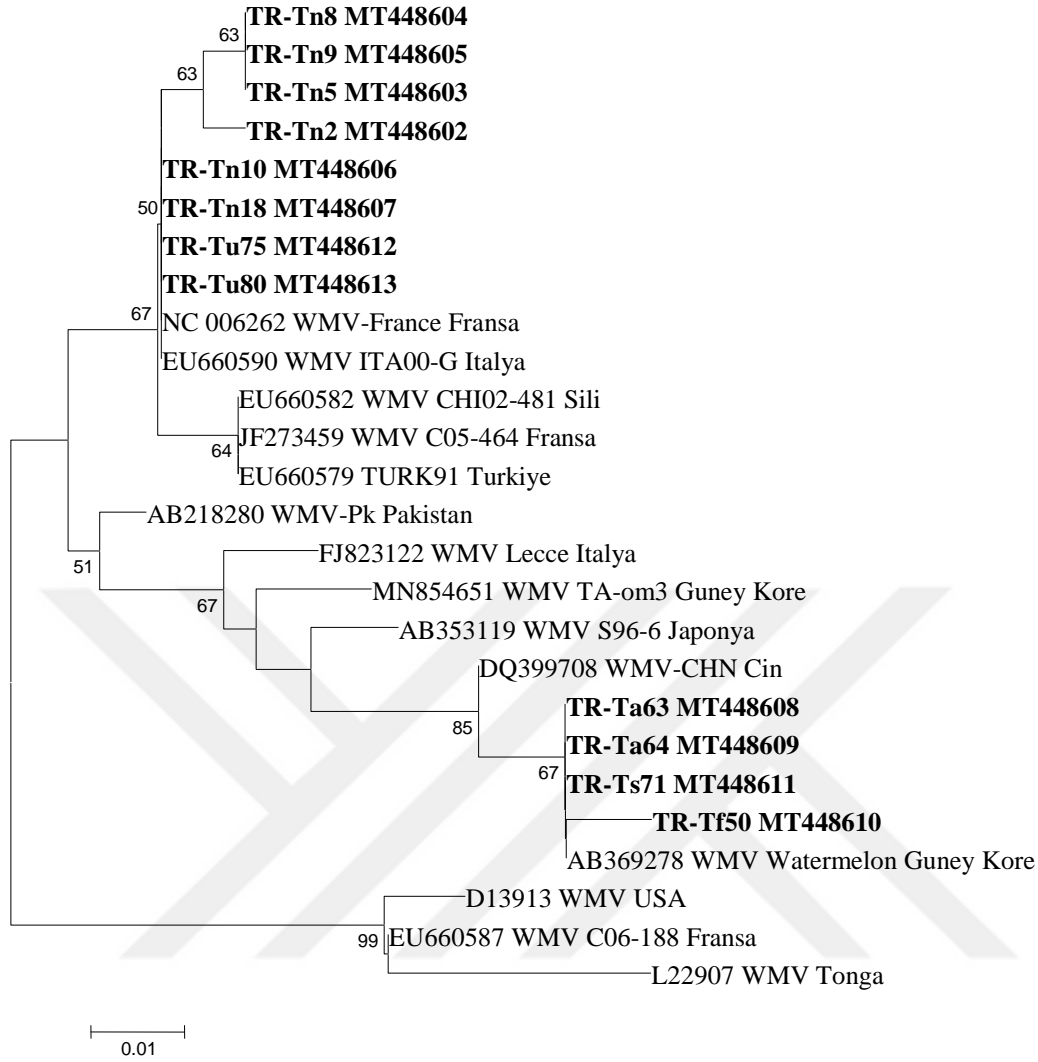 TR-Tn8 MT448604
63
TR-Tn9 MT448605
63
TR-Tn5 MT448603
TR-Tn2 MT448602
TR-Tn10 MT448606
50
TR-Tn18 MT448607
TR-Tu75 MT448612
TR-Tu80 MT448613
67
NC 006262 WMV-France Fransa
EU660590 WMV ITA00-G Italya
EU660582 WMV CHI02-481 Sili
JF273459 WMV C05-464 Fransa
64
EU660579 TURK91 Turkiye
AB218280 WMV-Pk Pakistan
51
FJ823122 WMV Lecce Italya
MN854651 WMV TA-om3 Guney Kore
67
AB353119 WMV S96-6 Japonya
DQ399708 WMV-CHN Cin
TR-Ta63 MT448608
85
TR-Ta64 MT448609
67
TR-Ts71 MT448611
TR-Tf50 MT448610
AB369278 WMV Watermelon Guney Kore
D13913 WMV USA
99
EU660587 WMV C06-188 Fransa
L22907 WMV Tonga
0.01